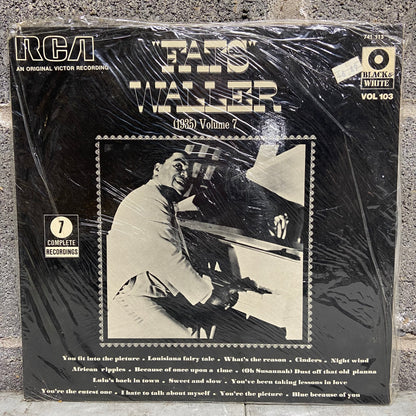 RCA
AN ORIGINAL VICTOR RECORDING
"FATS"
WALLER
(1935) Volume 7
741 113
BLACK &
WHITE
VOL 103
7
COMPLETE
RECORDINGS
You fit into the picture . Louisiana fairy tale . What's the reason . Cinders . Night wind
African ripples . Because of once upon a time . (Oh Susannah) Dust off that old pianna
Lulu's back in town . Sweet and slow . You've been taking lessons in love
You're the cutest one . I hate to talk about myself . You're the picture . Blue because of you